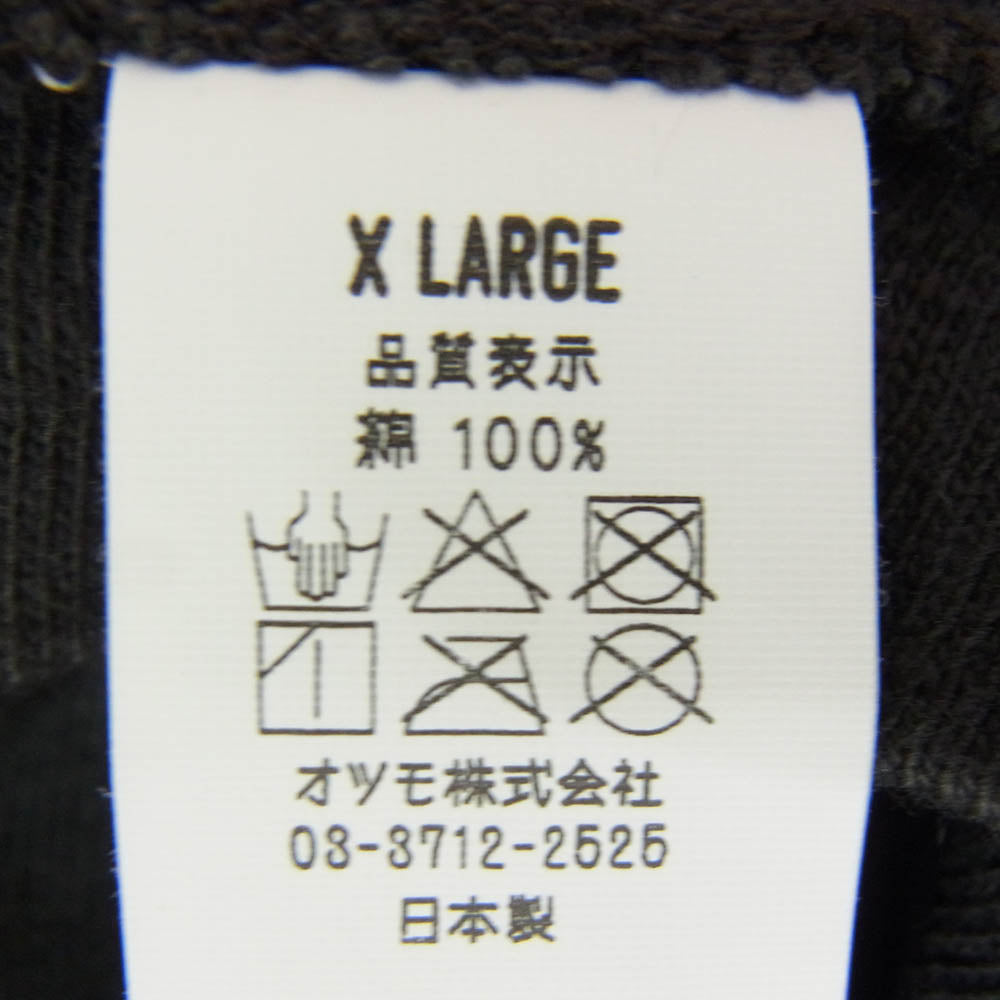 X LARGE
品質表示
綿 100%
オツモ株式会社
03-3712-2525
日本製